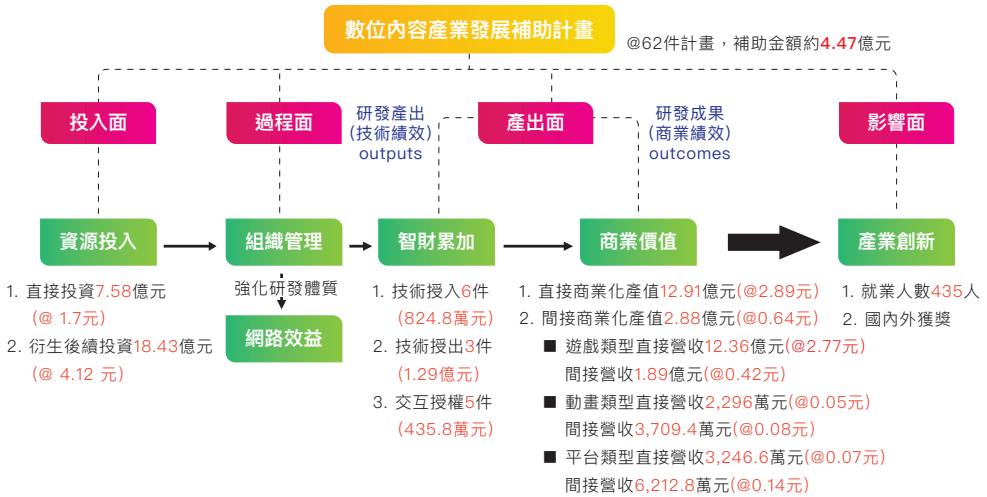 數位內容產業發展補助計畫
@62件計畫，補助金額約4.47億元
投入面
過程面
研發產出
(技術績效)
outputs
產出面
研發成果
(商業績效)
outcomes
影響面
資源投入
組織管理
智財累加
商業價值
產業創新
1. 直接投資7.58億元
(@ 1.7元)
2. 衍生後續投資18.43億元
(@ 4.12 元)
強化研發體質
網路效益
1. 技術授入6件
(824.8萬元)
2. 技術授出3件
(1.29億元)
3. 交互授權5件
(435.8萬元)
1. 直接商業化產值12.91億元(@2.89元)
2. 間接商業化產值2.88億元(@0.64元)
■ 遊戲類型直接營收12.36億元(@2.77元)
間接營收1.89億元(@0.42元)
■ 動畫類型直接營收2,296萬元(@0.05元)
間接營收3,709.4萬元(@0.08元)
■ 平台類型直接營收3,246.6萬元(@0.07元)
間接營收6,212.8萬元(@0.14元)
1. 就業人數435人
2. 國內外獲獎